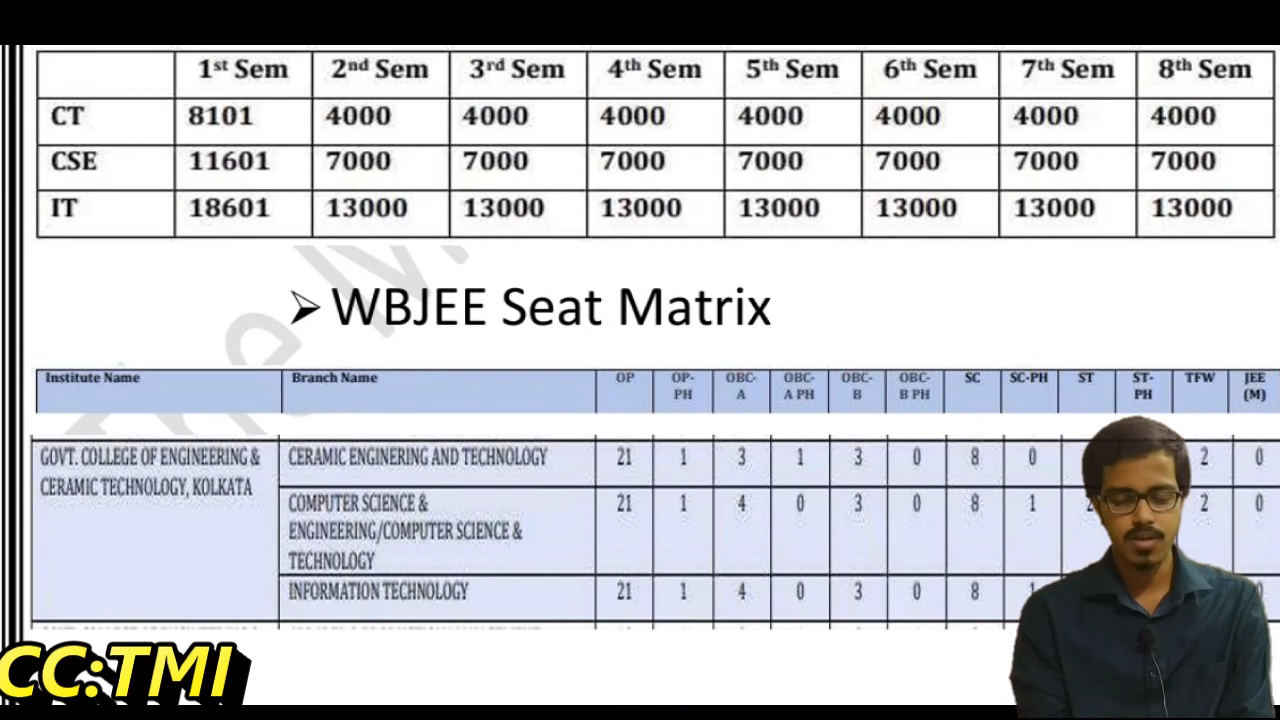 1st Sem 2nd Sem 3rd Sem 4th Sem 5th Sem 6th Sem 7th Sem 8th Sem
CT 8101 4000 4000 4000 4000 4000 4000 4000
CSE 11601 7000 7000 7000 7000 7000 7000 7000
IT 18601 13000 13000 13000 13000 13000 13000 13000
The
➢ WBJEE Seat Matrix
Institute Name Branch Name OP OP- OBC- OBC- OBC- OBC- SC SC-PH ST ST- TFW JEE
PH A A PH B B PH PH (M)
GOVT. COLLEGE OF ENGINEERING & CERAMIC ENGINERING AND TECHNOLOGY 21 1 3 1 3 0 8 0 2 0
CERAMIC TECHNOLOGY, KOLKATA
COMPUTER SCIENCE & 21 1 4 0 3 0 8 1 2 2 0
ENGINEERING/COMPUTER SCIENCE &
TECHNOLOGY
INFORMATION TECHNOLOGY 21 1 4 0 3 0 8 1
CC:TMI